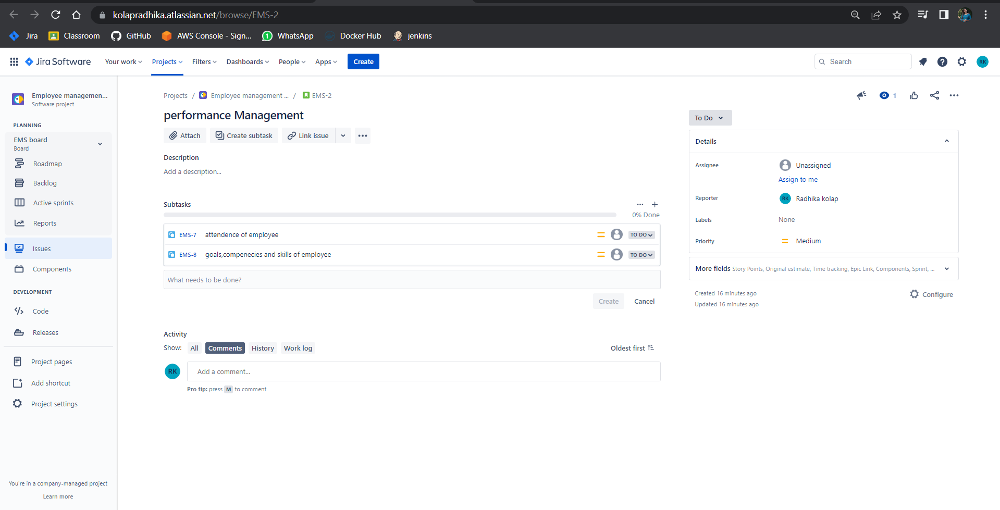 kolapradhika.atlassian.net/browse/EMS-2
Jira Classroom GitHub AWS Console - Sign... 1 WhatsApp Docker Hub jenkins
Jira Software Your work Projects Filters Dashboards People Apps Create Search ? RK
Employee managemen...
Software project
PLANNING
EMS board
Board
Roadmap
Backlog
Active sprints
Reports
Issues
Components
DEVELOPMENT
Code
Releases
Project pages
Add shortcut
Project settings
You're in a company-managed project
Learn more
Projects / Employee management ... / EMS-2
performance Management
Attach Create subtask Link issue
Description
Add a description...
Subtasks
0% Done
EMS-7 attendence of employee TO DO
EMS-8 goals,compenecies and skills of employee TO DO
What needs to be done?
Create Cancel
Activity
Show: All Comments History Work log Oldest first
RK Add a comment...
Pro tip: press M to comment
1
To Do
Details
Assignee Unassigned
Assign to me
Reporter RK Radhika kolap
Labels None
Priority Medium
More fields Story Points, Original estimate, Time tracking, Epic Link, Components, Sprint, ...
Created 16 minutes ago Configure
Updated 16 minutes ago